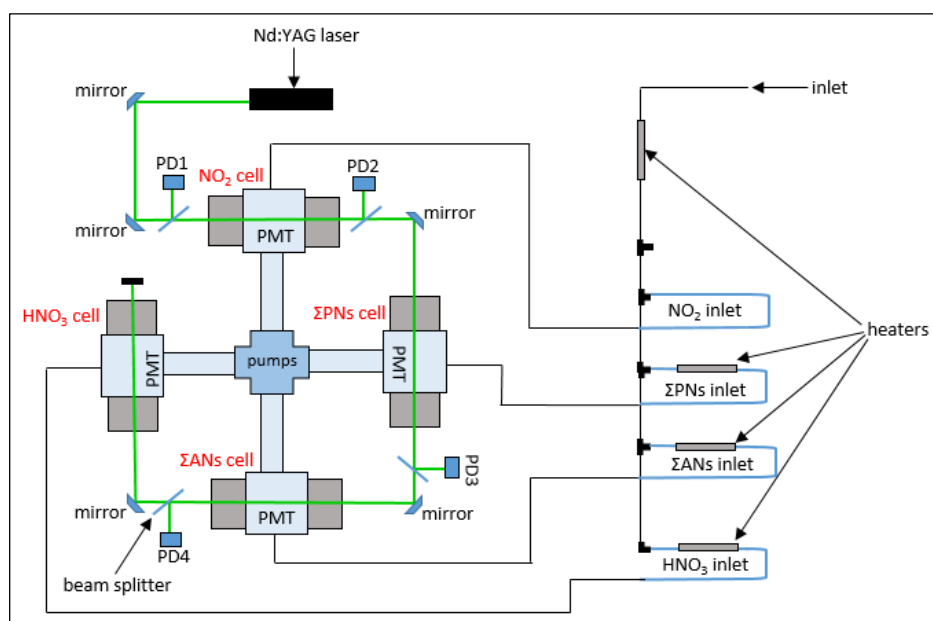 Nd:YAG laser
mirror
inlet
PD1
NO₂ cell
PD2
mirror
mirror
PMT
HNO₃ cell
ΣPNs cell
NO₂ inlet
heaters
pumps
PMT
PMT
ΣPNs inlet
ΣANs cell
ΣANs inlet
PD3
mirror
PMT
mirror
PD4
HNO₃ inlet
beam splitter